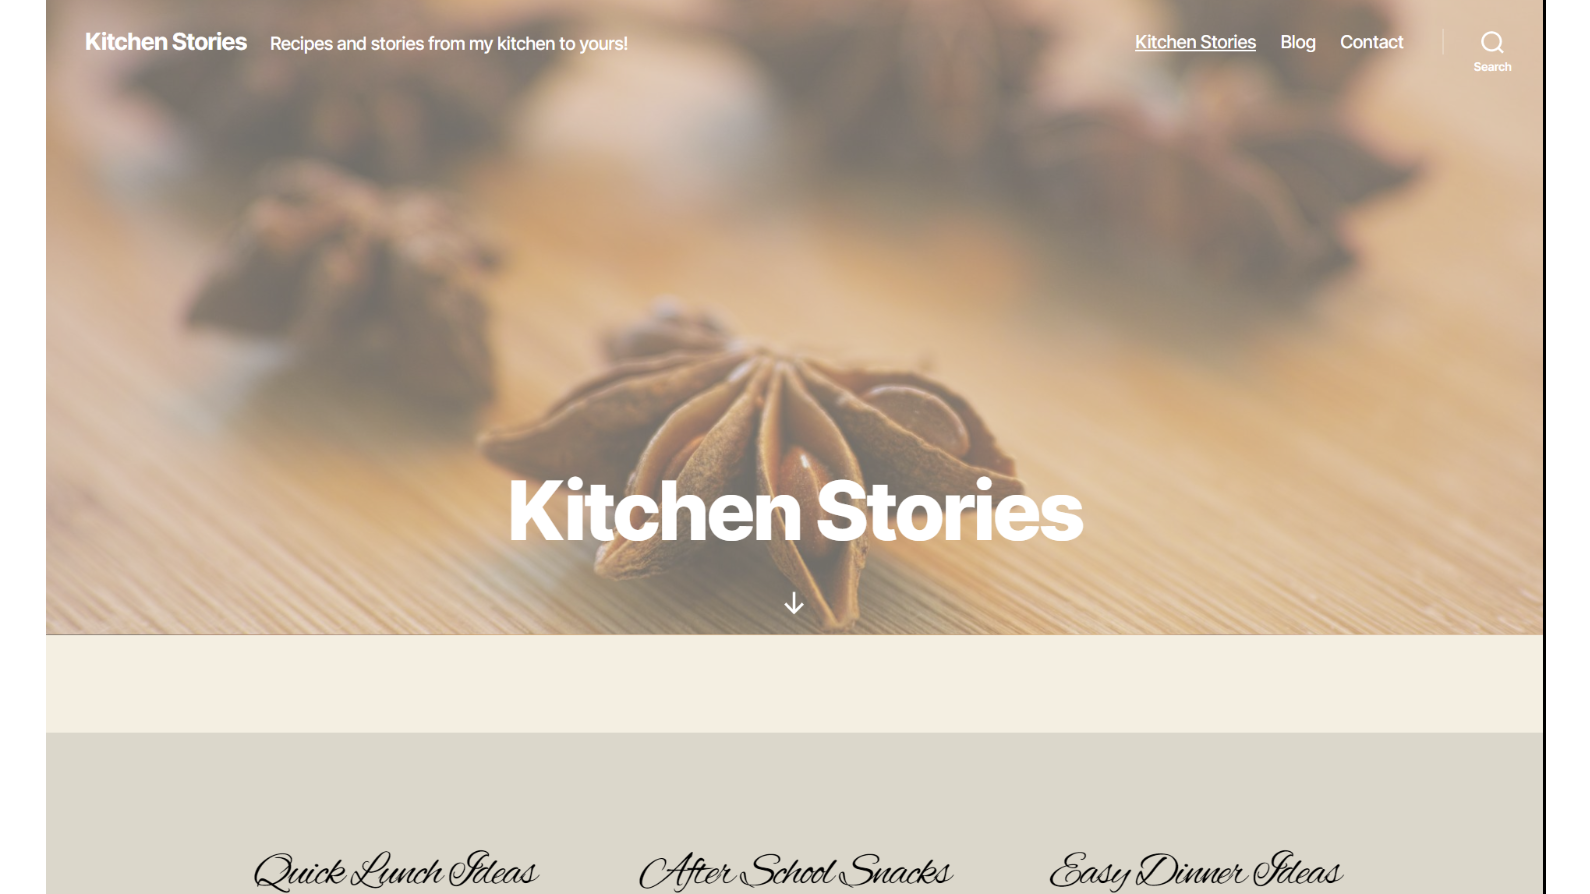 Kitchen Stories Recipes and stories from my kitchen to yours! Kitchen Stories Blog Contact
Search
Kitchen Stories
Quick Lunch Ideas After School Snacks Easy Dinner Ideas